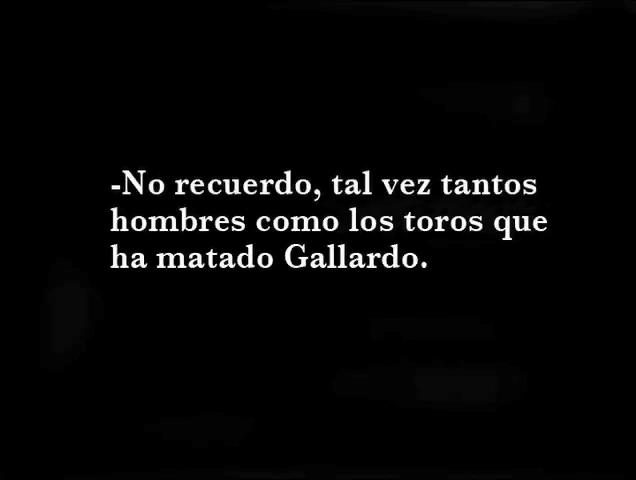 -No recuerdo, tal vez tantos
hombres como los toros que
ha matado Gallardo.